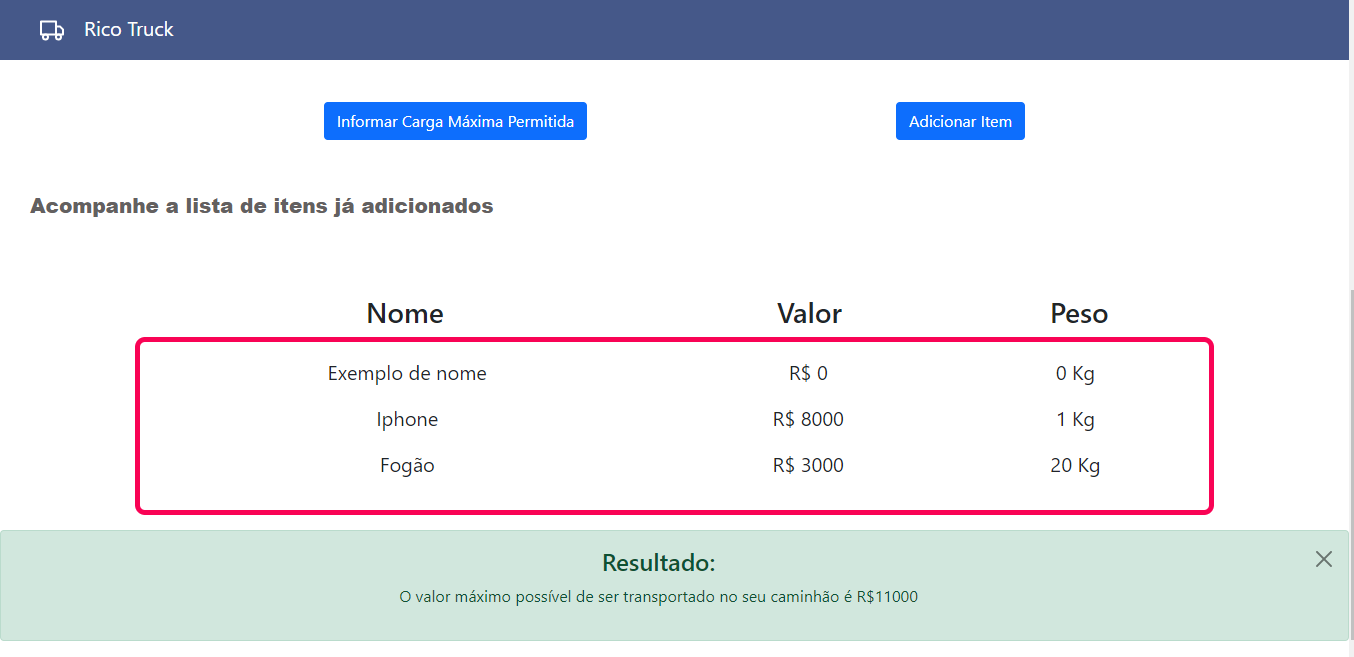 Rico Truck
Informar Carga Máxima Permitida Adicionar Item
Acompanhe a lista de itens já adicionados
Nome Valor Peso
Exemplo de nome R$ 0 0 Kg
Iphone R$ 8000 1 Kg
Fogão R$ 3000 20 Kg
Resultado:
O valor máximo possível de ser transportado no seu caminhão é R$11000